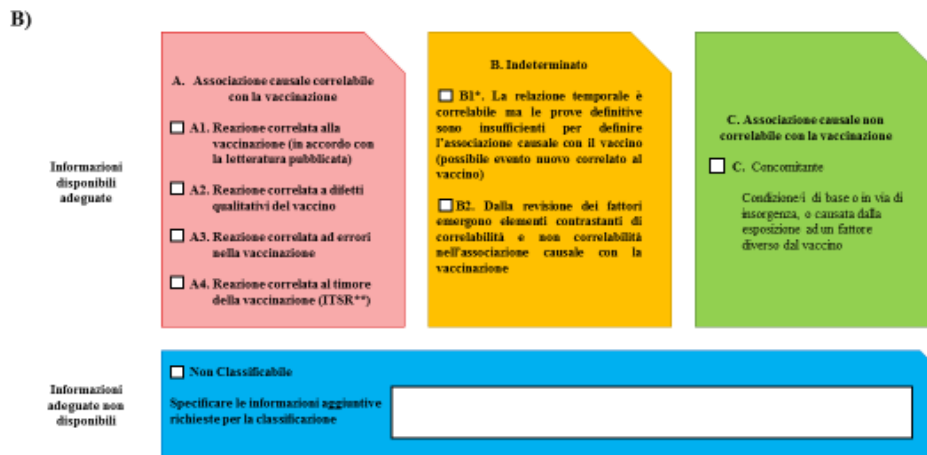 B)
Informazioni
disponibili
adeguate
A. Associazione causale correlabile
con la vaccinazione
A1. Reazione correlata alla
vaccinazione (in accordo con
la letteratura pubblicata)
A2. Reazione correlata a difetti
qualitativi del vaccino
A3. Reazione correlata ad errori
nella vaccinazione
A4. Reazione correlata al timore
della vaccinazione (ITSR**)
B. Indeterminato
B1*. La relazione temporale è
correlabile ma le prove definitive
sono insufficienti per definire
l'associazione causale con il vaccino
(possibile evento nuovo correlato al
vaccino)
B2. Dalla revisione dei fattori
emergono elementi contrastanti di
correlabilità e non correlabilità
nell'associazione causale con la
vaccinazione
C. Associazione causale non
correlabile con la vaccinazione
C. Concomitante
Condizione/i di base o in via di
insorgenza, o causata dalla
esposizione ad un fattore
diverso dal vaccino
Informazioni
adeguate non
disponibili
Non Classificabile
Specificare le informazioni aggiuntive
richieste per la classificazione